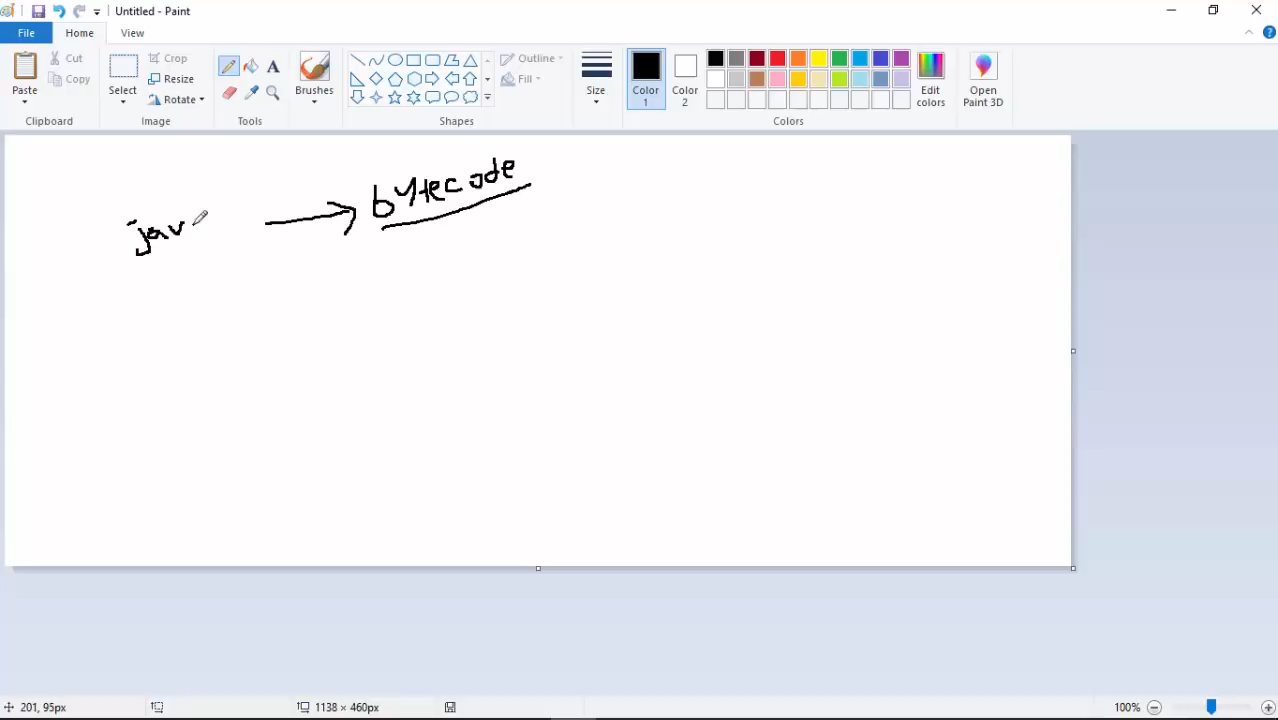 Untitled - Paint
File Home View
Paste
Cut
Copy
Clipboard
Select
Crop
Resize
Rotate
Image
A
Tools
Brushes
Shapes
Outline
Fill
Size
Color 1
Color 2
Colors
Edit colors
Open Paint 3D
jav → bytecode
201, 95px
1138 × 460px
100%